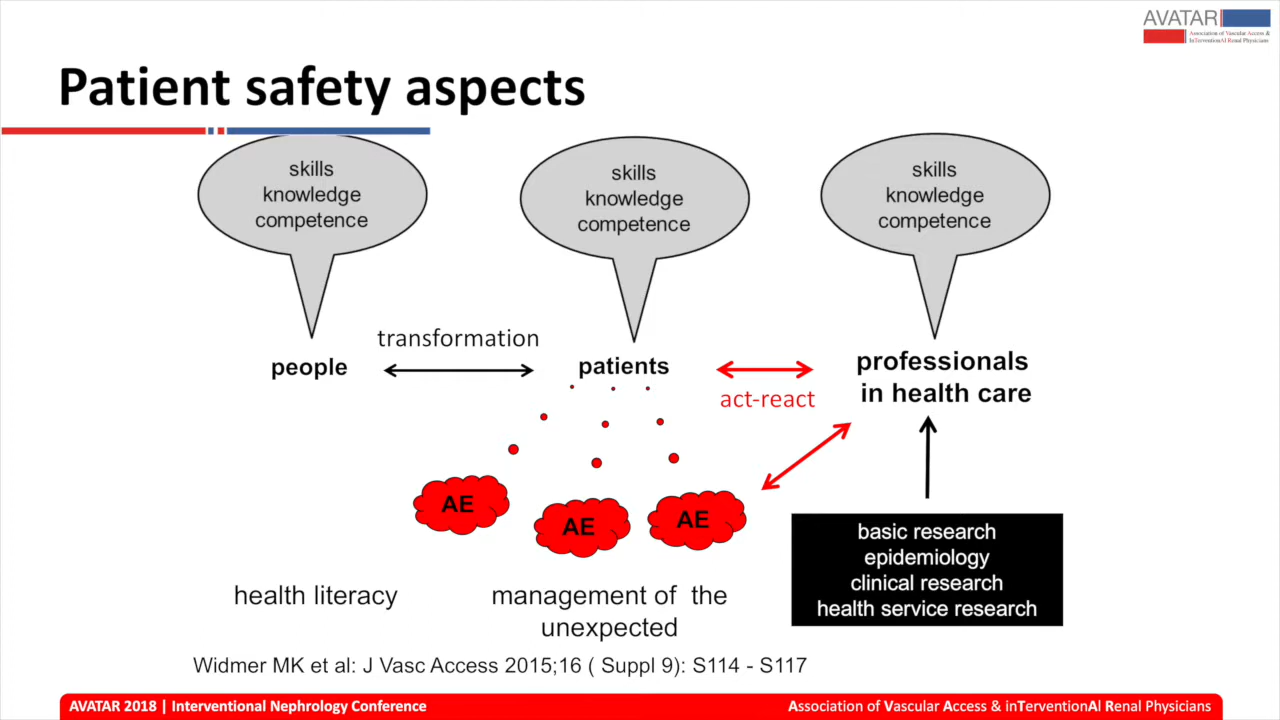 AVATAR
Association of Vascular Access &
InTerventionAl Renal Physicians
Patient safety aspects
skills
knowledge
competence
skills
knowledge
competence
skills
knowledge
competence
people
transformation
patients
act-react
professionals
in health care
AE
AE
AE
basic research
epidemiology
clinical research
health service research
health literacy
management of the
unexpected
Widmer MK et al: J Vasc Access 2015;16 ( Suppl 9): S114 - S117
AVATAR 2018 | Interventional Nephrology Conference
Association of Vascular Access & inTerventionAl Renal Physicians